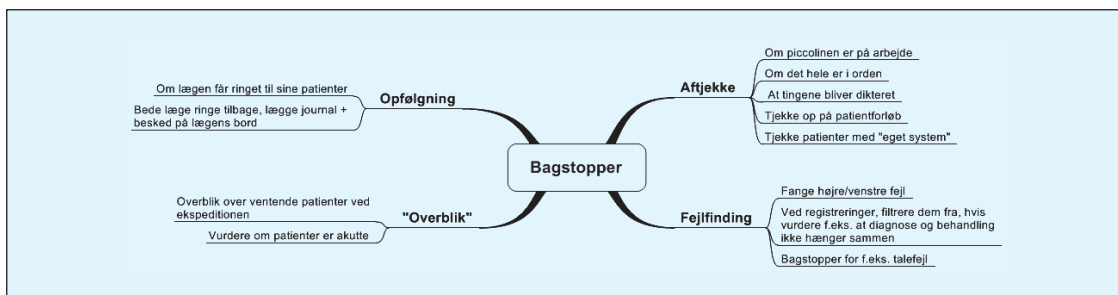 Om lægen får ringet til sine patienter
Bede læge ringe tilbage, lægge journal +
besked på lægens bord
Opfølgning
Overblik over ventende patienter ved
ekspeditionen
Vurdere om patienter er akutte
"Overblik"
Bagstopper
Aftjekke
Om piccolinen er på arbejde
Om det hele er i orden
At tingene bliver dikteret
Tjekke op på patientforløb
Tjekke patienter med "eget system"
Fejlfinding
Fange højre/venstre fejl
Ved registreringer, filtrere dem fra, hvis
vurdere f.eks. at diagnose og behandling
ikke hænger sammen
Bagstopper for f.eks. talefejl